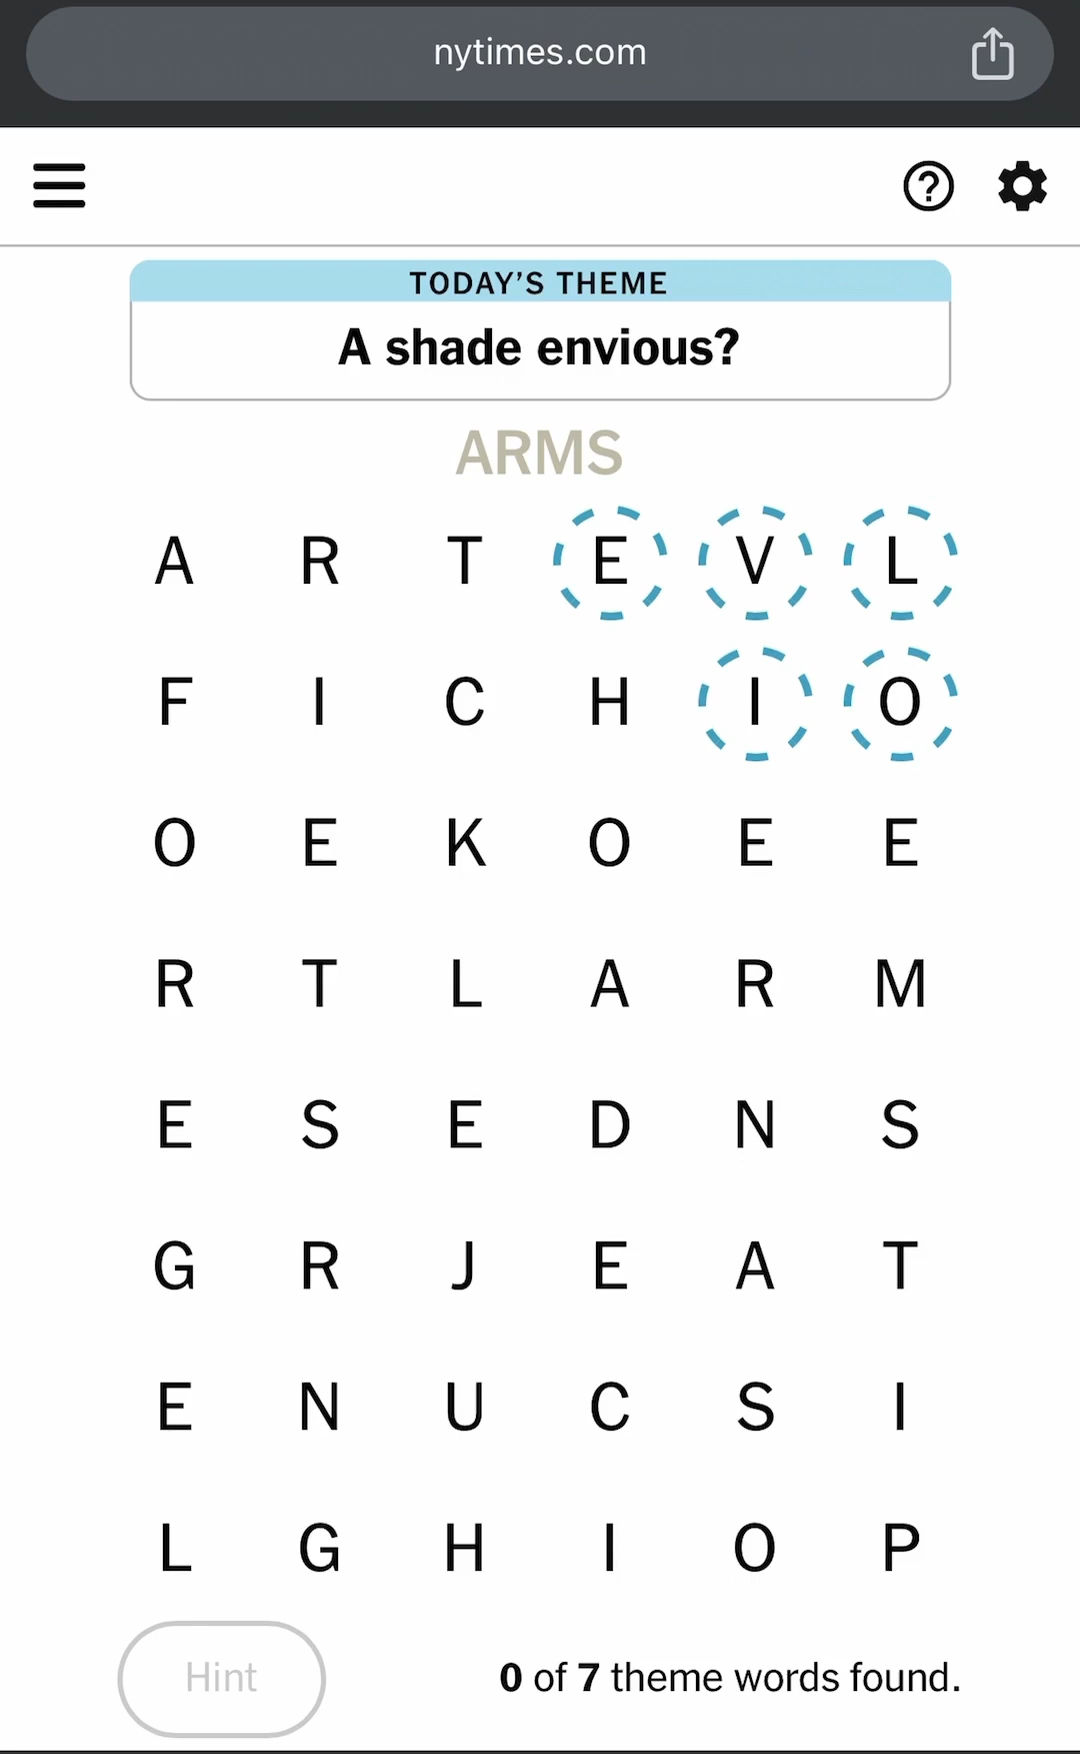 nytimes.com
TODAY'S THEME
A shade envious?
ARMS
A R T E V L
F I C H I O
O E K O E E
R T L A R M
E S E D N S
G R J E A T
E N U C S I
L G H I O P
Hint
0 of 7 theme words found.